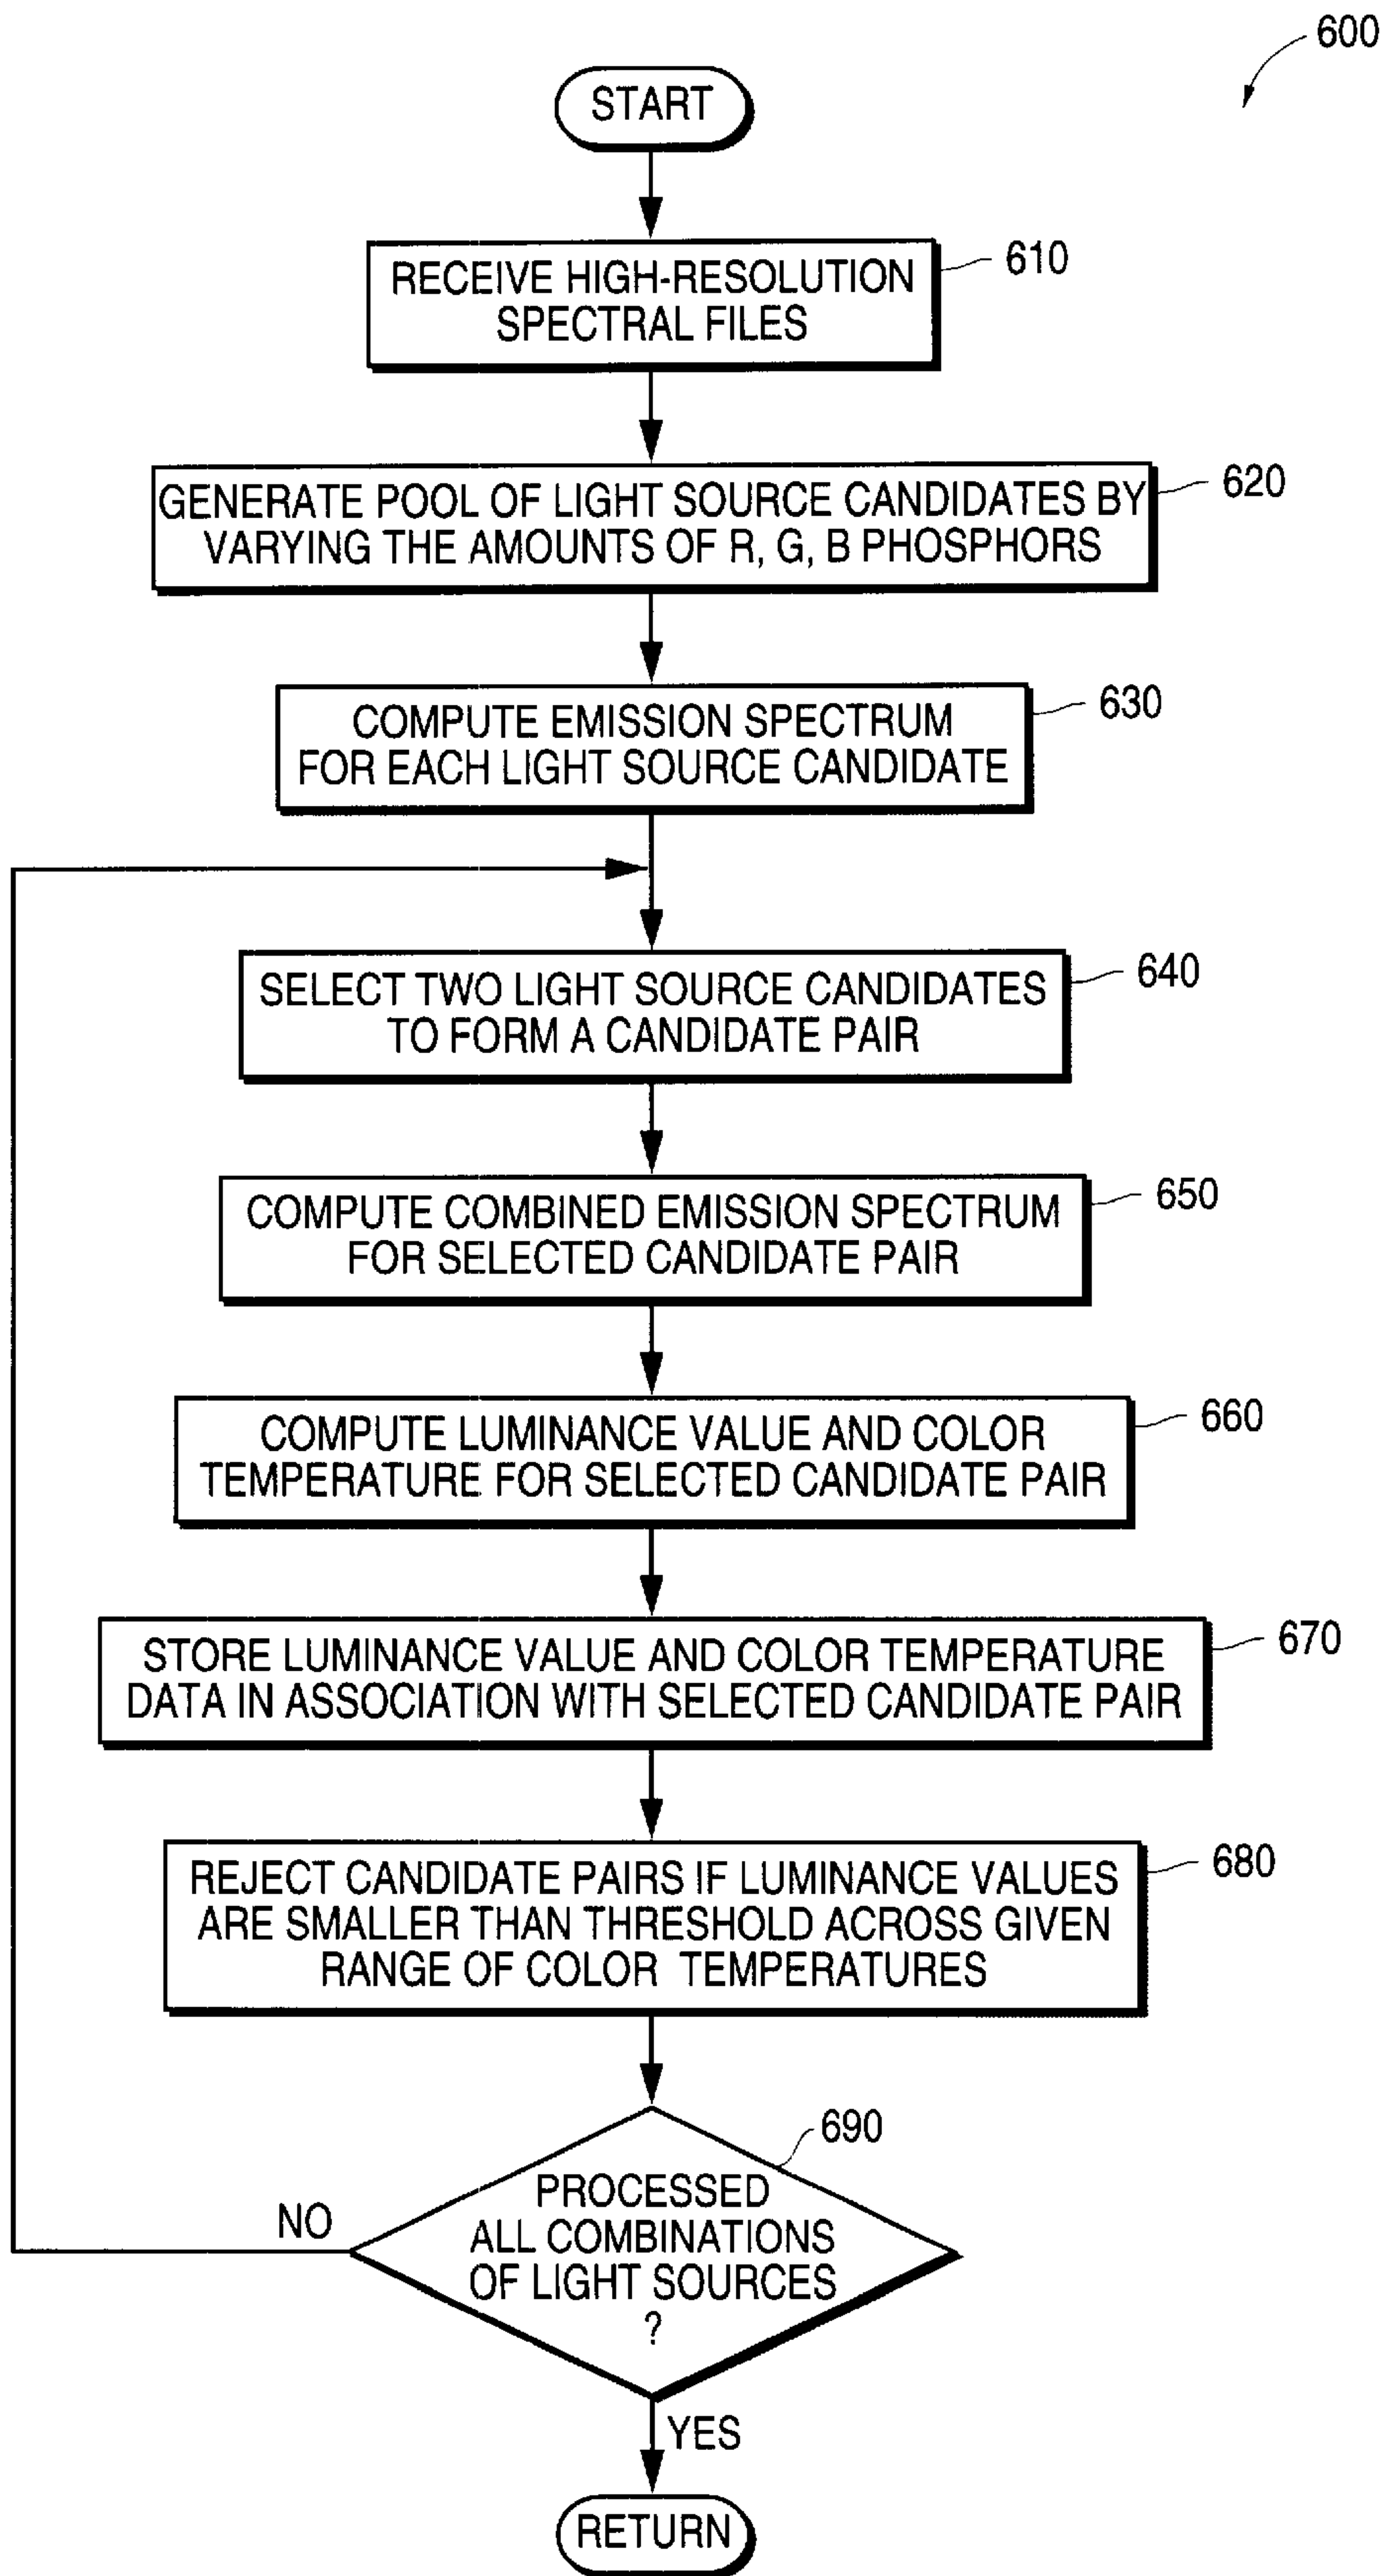 600
START
RECEIVE HIGH-RESOLUTION
SPECTRAL FILES
610
GENERATE POOL OF LIGHT SOURCE CANDIDATES BY
VARYING THE AMOUNTS OF R, G, B PHOSPHORS
620
COMPUTE EMISSION SPECTRUM
FOR EACH LIGHT SOURCE CANDIDATE
630
SELECT TWO LIGHT SOURCE CANDIDATES
TO FORM A CANDIDATE PAIR
640
COMPUTE COMBINED EMISSION SPECTRUM
FOR SELECTED CANDIDATE PAIR
650
COMPUTE LUMINANCE VALUE AND COLOR
TEMPERATURE FOR SELECTED CANDIDATE PAIR
660
STORE LUMINANCE VALUE AND COLOR TEMPERATURE
DATA IN ASSOCIATION WITH SELECTED CANDIDATE PAIR
670
REJECT CANDIDATE PAIRS IF LUMINANCE VALUES
ARE SMALLER THAN THRESHOLD ACROSS GIVEN
RANGE OF COLOR TEMPERATURES
680
690
PROCESSED
ALL COMBINATIONS
OF LIGHT SOURCES
?
NO
YES
RETURN